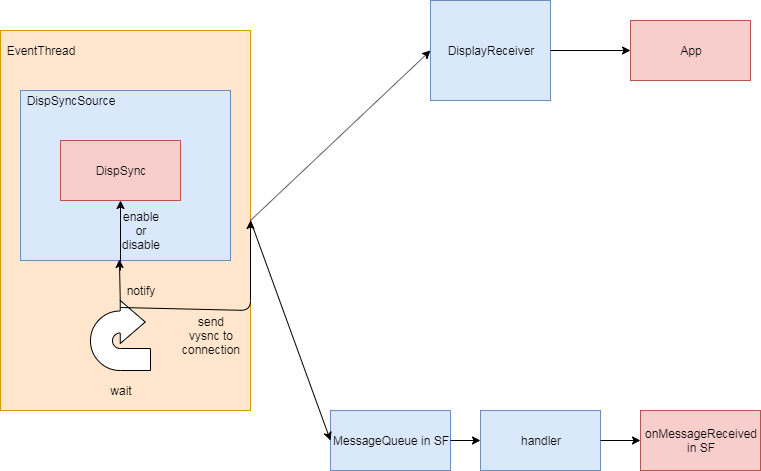 EventThread
DispSyncSource
DispSync
enable
or
disable
notify
send
vysnc to
connection
wait
DisplayReceiver
App
MessageQueue in SF
handler
onMessageReceived
in SF